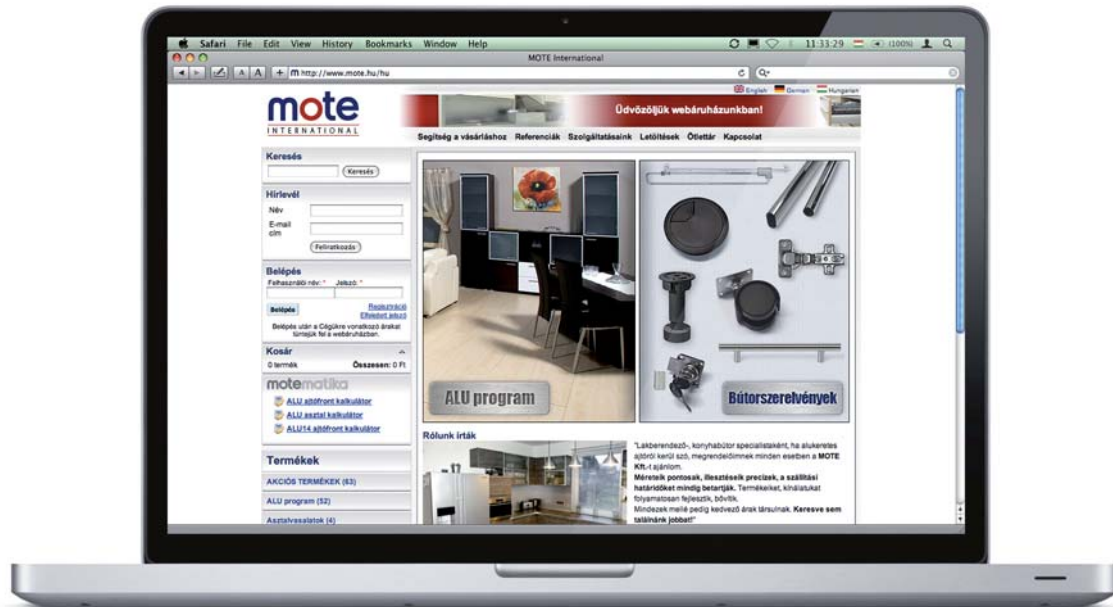 Safari File Edit View History Bookmarks Window Help 11:33:29 (100%)
MOTE International
A A + m http://www.mote.hu/hu
English German Hungarian
mote
INTERNATIONAL
Üdvözöljük webáruházunkban!
Segítség a vásárláshoz Referenciák Szolgáltatásaink Letöltések Ötlettár Kapcsolat
Keresés
Keresés
Hírlevél
Név
E-mail
cím
Feliratkozás
Belépés
Felhasználói név: * Jelszó: *
Belépés
Regisztráció
Elfeledett jelszó
Belépés után a Cégükre vonatkozó árakat
tüntejük fel a webáruházban.
Kosár
0 termék Összesen: 0 Ft
motematika
ALU ajtófront kalkulátor
ALU asztal kalkulátor
ALU14 ajtófront kalkulátor
Termékek
AKCIÓS TERMÉKEK (63)
ALU program (52)
Asztalvasalatok (4)
ALU program
Bútorszerelvények
Rólunk írták
"Lakberendező-, konyhabútor specialistaként, ha alukeretes
ajtóról kerül szó, megrendelőimnek minden esetben a MOTE
Kft.-t ajánlom.
Méreteik pontosak, illesztéseik precízek, a szállítási
határidőket mindig betartják. Termékeiket, kínálatukat
folyamatosan fejlesztik, bővítik.
Mindezek mellé pedig kedvező árak társulnak. Keresve sem
találnánk jobbat!"